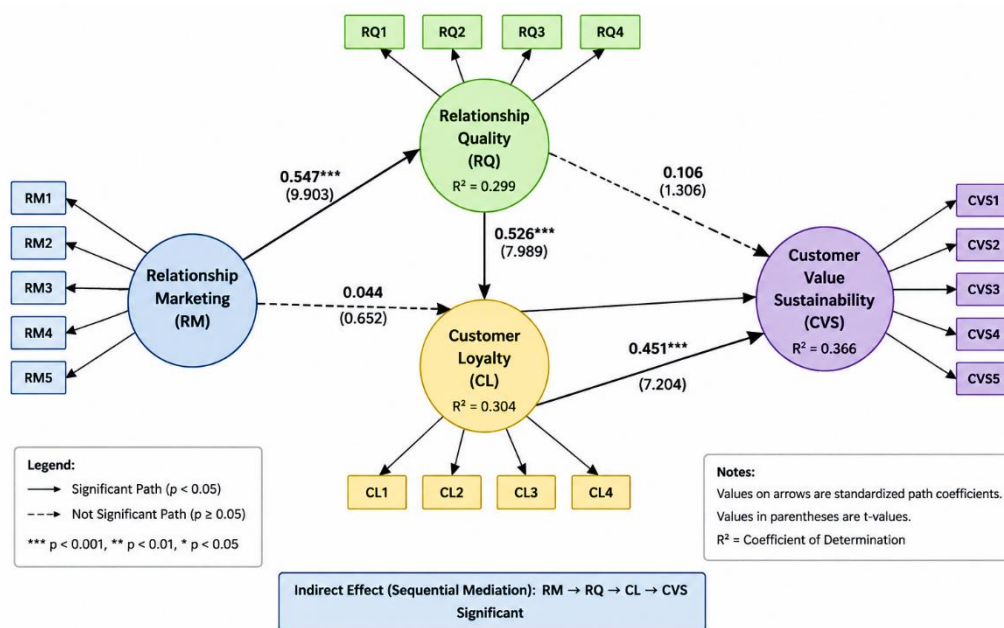 RQ1
RQ2
RQ3
RQ4
Relationship
Quality
(RQ)
R² = 0.299
0.547***
(9.903)
0.106
(1.306)
RM1
RM2
RM3
RM4
RM5
Relationship
Marketing
(RM)
0.526***
(7.989)
0.044
(0.652)
Customer
Loyalty
(CL)
R² = 0.304
0.451***
(7.204)
Customer
Value
Sustainability
(CVS)
R² = 0.366
CVS1
CVS2
CVS3
CVS4
CVS5
CL1
CL2
CL3
CL4
Legend:
Significant Path (p < 0.05)
Not Significant Path (p ≥ 0.05)
*** p < 0.001, ** p < 0.01, * p < 0.05
Notes:
Values on arrows are standardized path coefficients.
Values in parentheses are t-values.
R² = Coefficient of Determination
Indirect Effect (Sequential Mediation): RM → RQ → CL → CVS
Significant